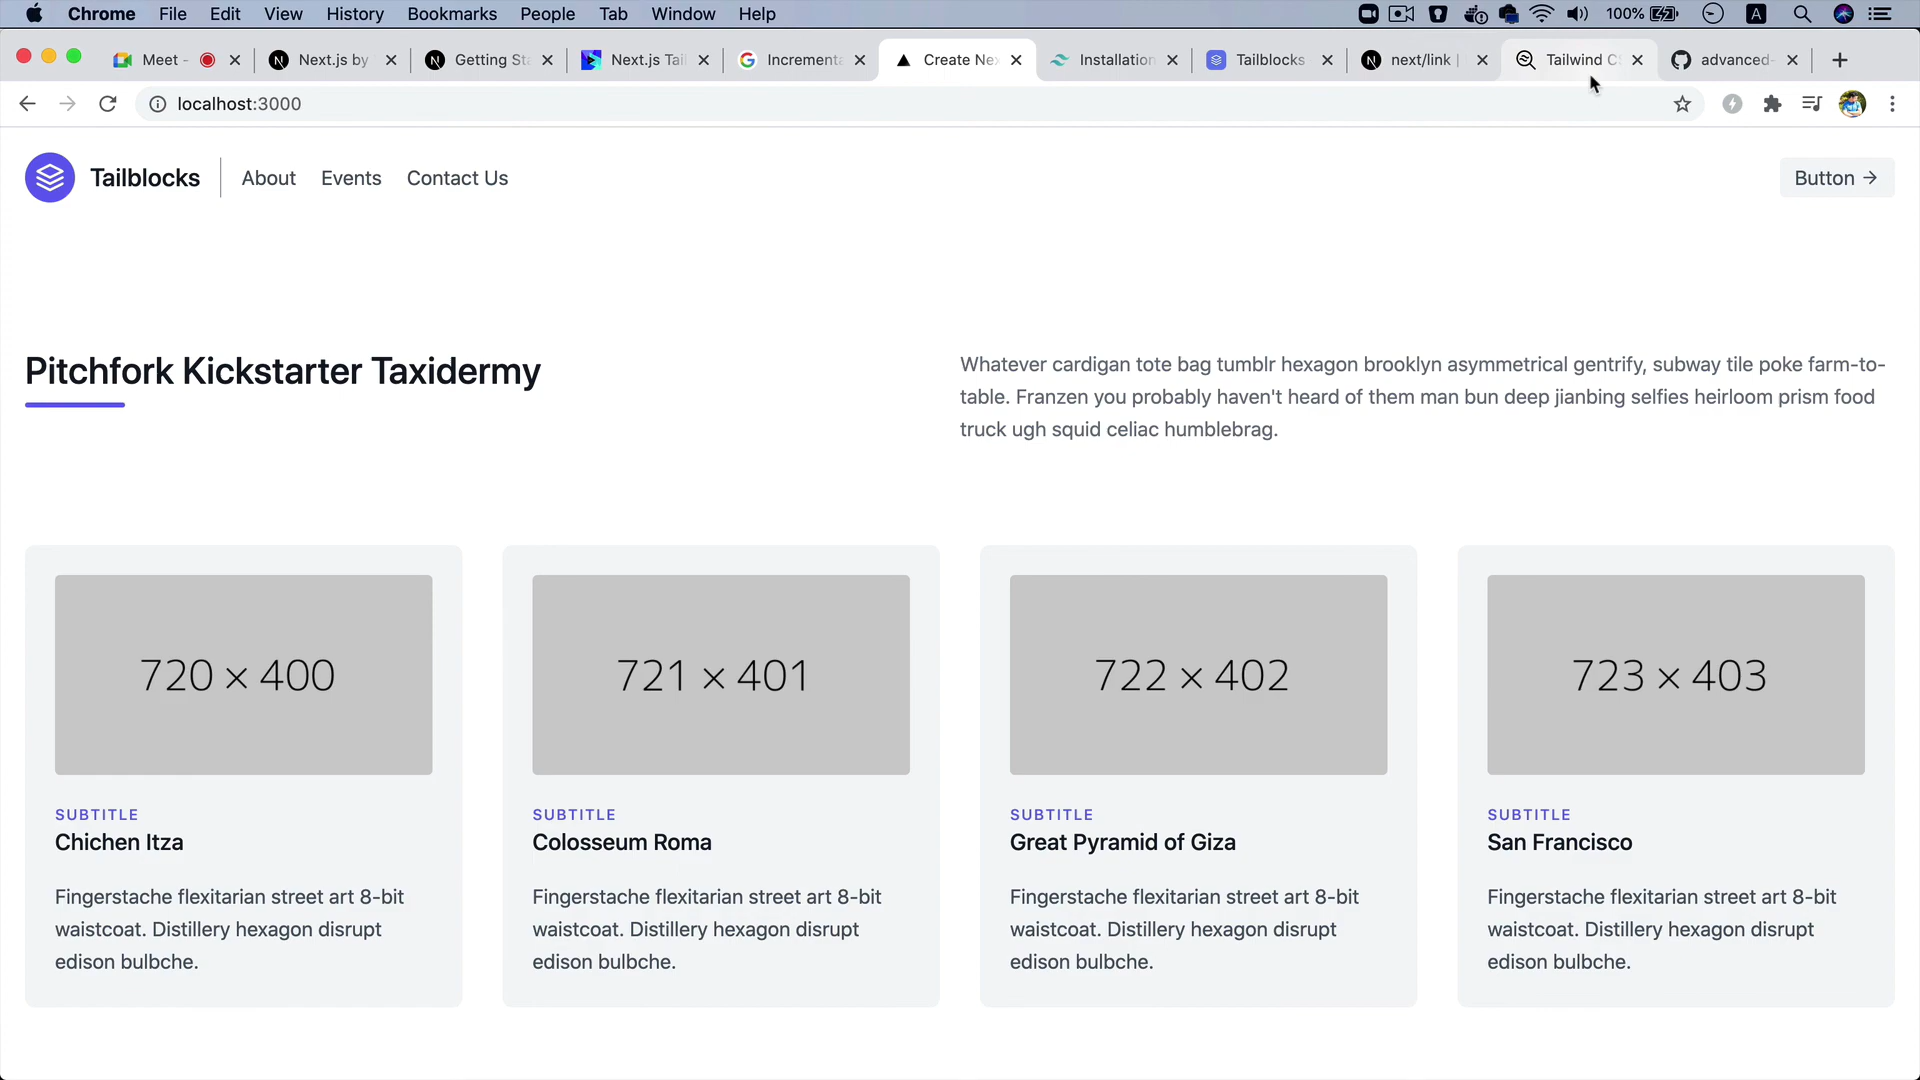 Chrome File Edit View History Bookmarks People Tab Window Help 100% A
Meet - Next.js by Getting Sta Next.js Tail Incrementa Create Nex Installation Tailblocks next/link | Tailwind CS advanced-
localhost:3000
Tailblocks About Events Contact Us Button →
Pitchfork Kickstarter Taxidermy
Whatever cardigan tote bag tumblr hexagon brooklyn asymmetrical gentrify, subway tile poke farm-to-
table. Franzen you probably haven't heard of them man bun deep jianbing selfies heirloom prism food
truck ugh squid celiac humblebrag.
720 × 400
SUBTITLE
Chichen Itza
Fingerstache flexitarian street art 8-bit
waistcoat. Distillery hexagon disrupt
edison bulbche.
721 × 401
SUBTITLE
Colosseum Roma
Fingerstache flexitarian street art 8-bit
waistcoat. Distillery hexagon disrupt
edison bulbche.
722 × 402
SUBTITLE
Great Pyramid of Giza
Fingerstache flexitarian street art 8-bit
waistcoat. Distillery hexagon disrupt
edison bulbche.
723 × 403
SUBTITLE
San Francisco
Fingerstache flexitarian street art 8-bit
waistcoat. Distillery hexagon disrupt
edison bulbche.